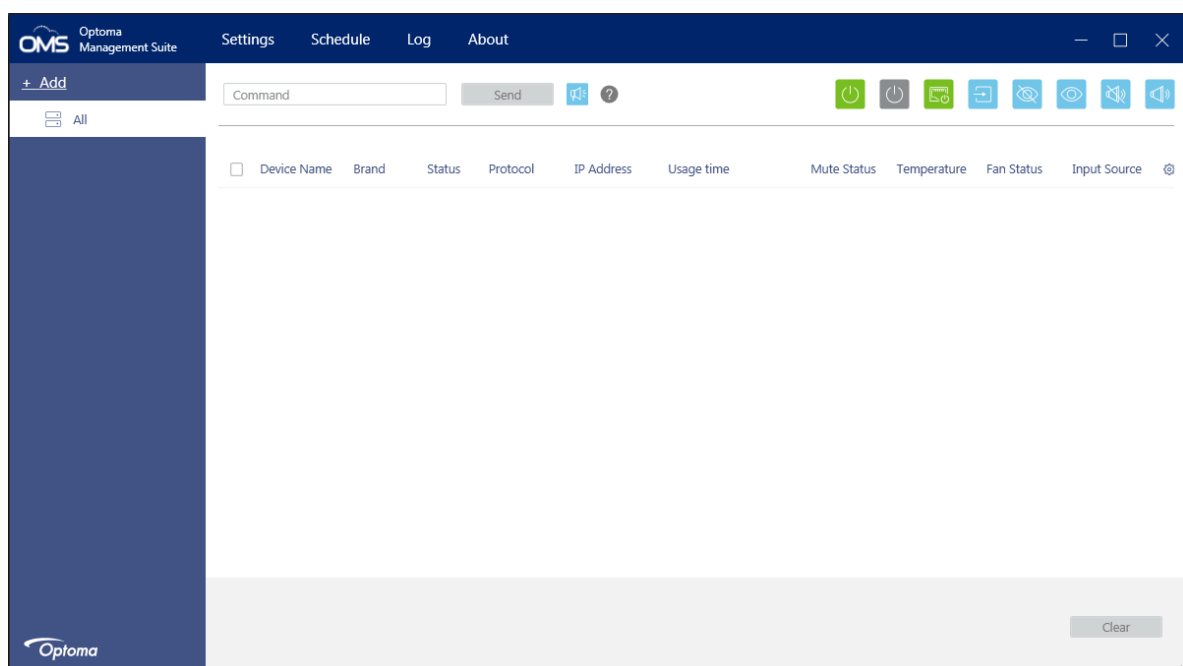 OMS Optoma Management Suite Settings Schedule Log About
+ Add
Command Send ?
All
Device Name Brand Status Protocol IP Address Usage time Mute Status Temperature Fan Status Input Source
Clear
Optoma